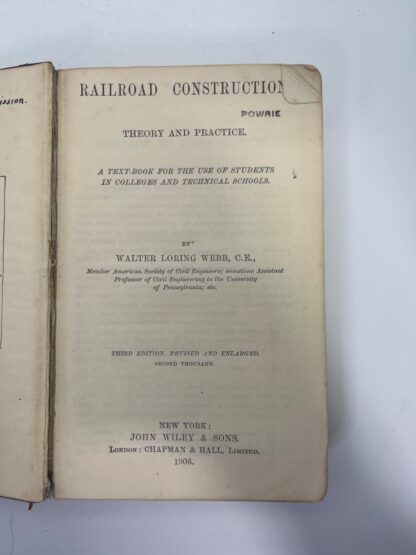 ission.
RAILROAD CONSTRUCTION
POWRIE
THEORY AND PRACTICE.
A TEXT-BOOK FOR THE USE OF STUDENTS
IN COLLEGES AND TECHNICAL SCHOOLS.
BY
WALTER LORING WEBB, C.E.,
Member American Society of Civil Engineers; sometime Assistant
Professor of Civil Engineering in the University
of Pennsylvania; etc.
THIRD EDITION, REVISED AND ENLARGED.
SECOND THOUSAND.
NEW YORK:
JOHN WILEY & SONS.
LONDON: CHAPMAN & HALL, LIMITED.
1906.